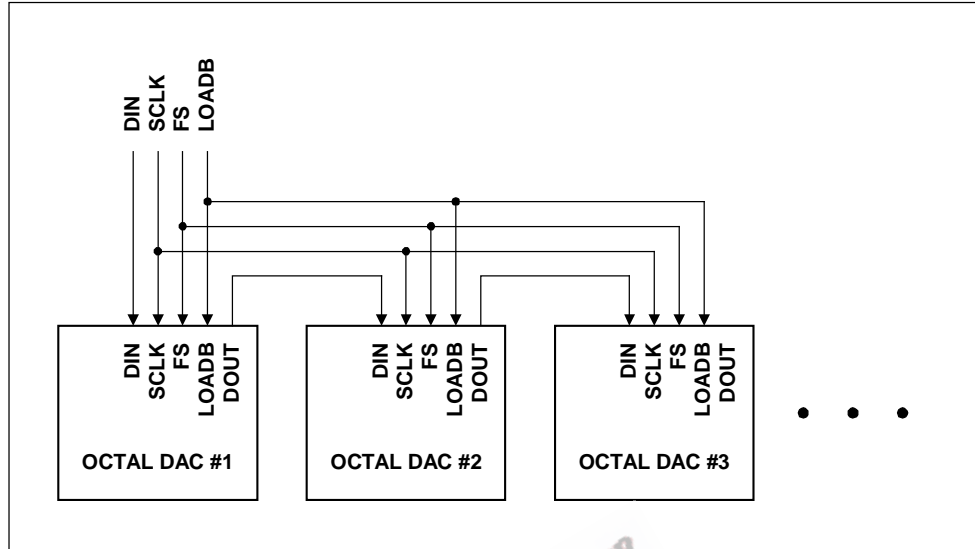 DIN
SCLK
FS
LOADB
DIN
SCLK
FS
LOADB
DOUT
OCTAL DAC #1
DIN
SCLK
FS
LOADB
DOUT
OCTAL DAC #2
DIN
SCLK
FS
LOADB
DOUT
OCTAL DAC #3